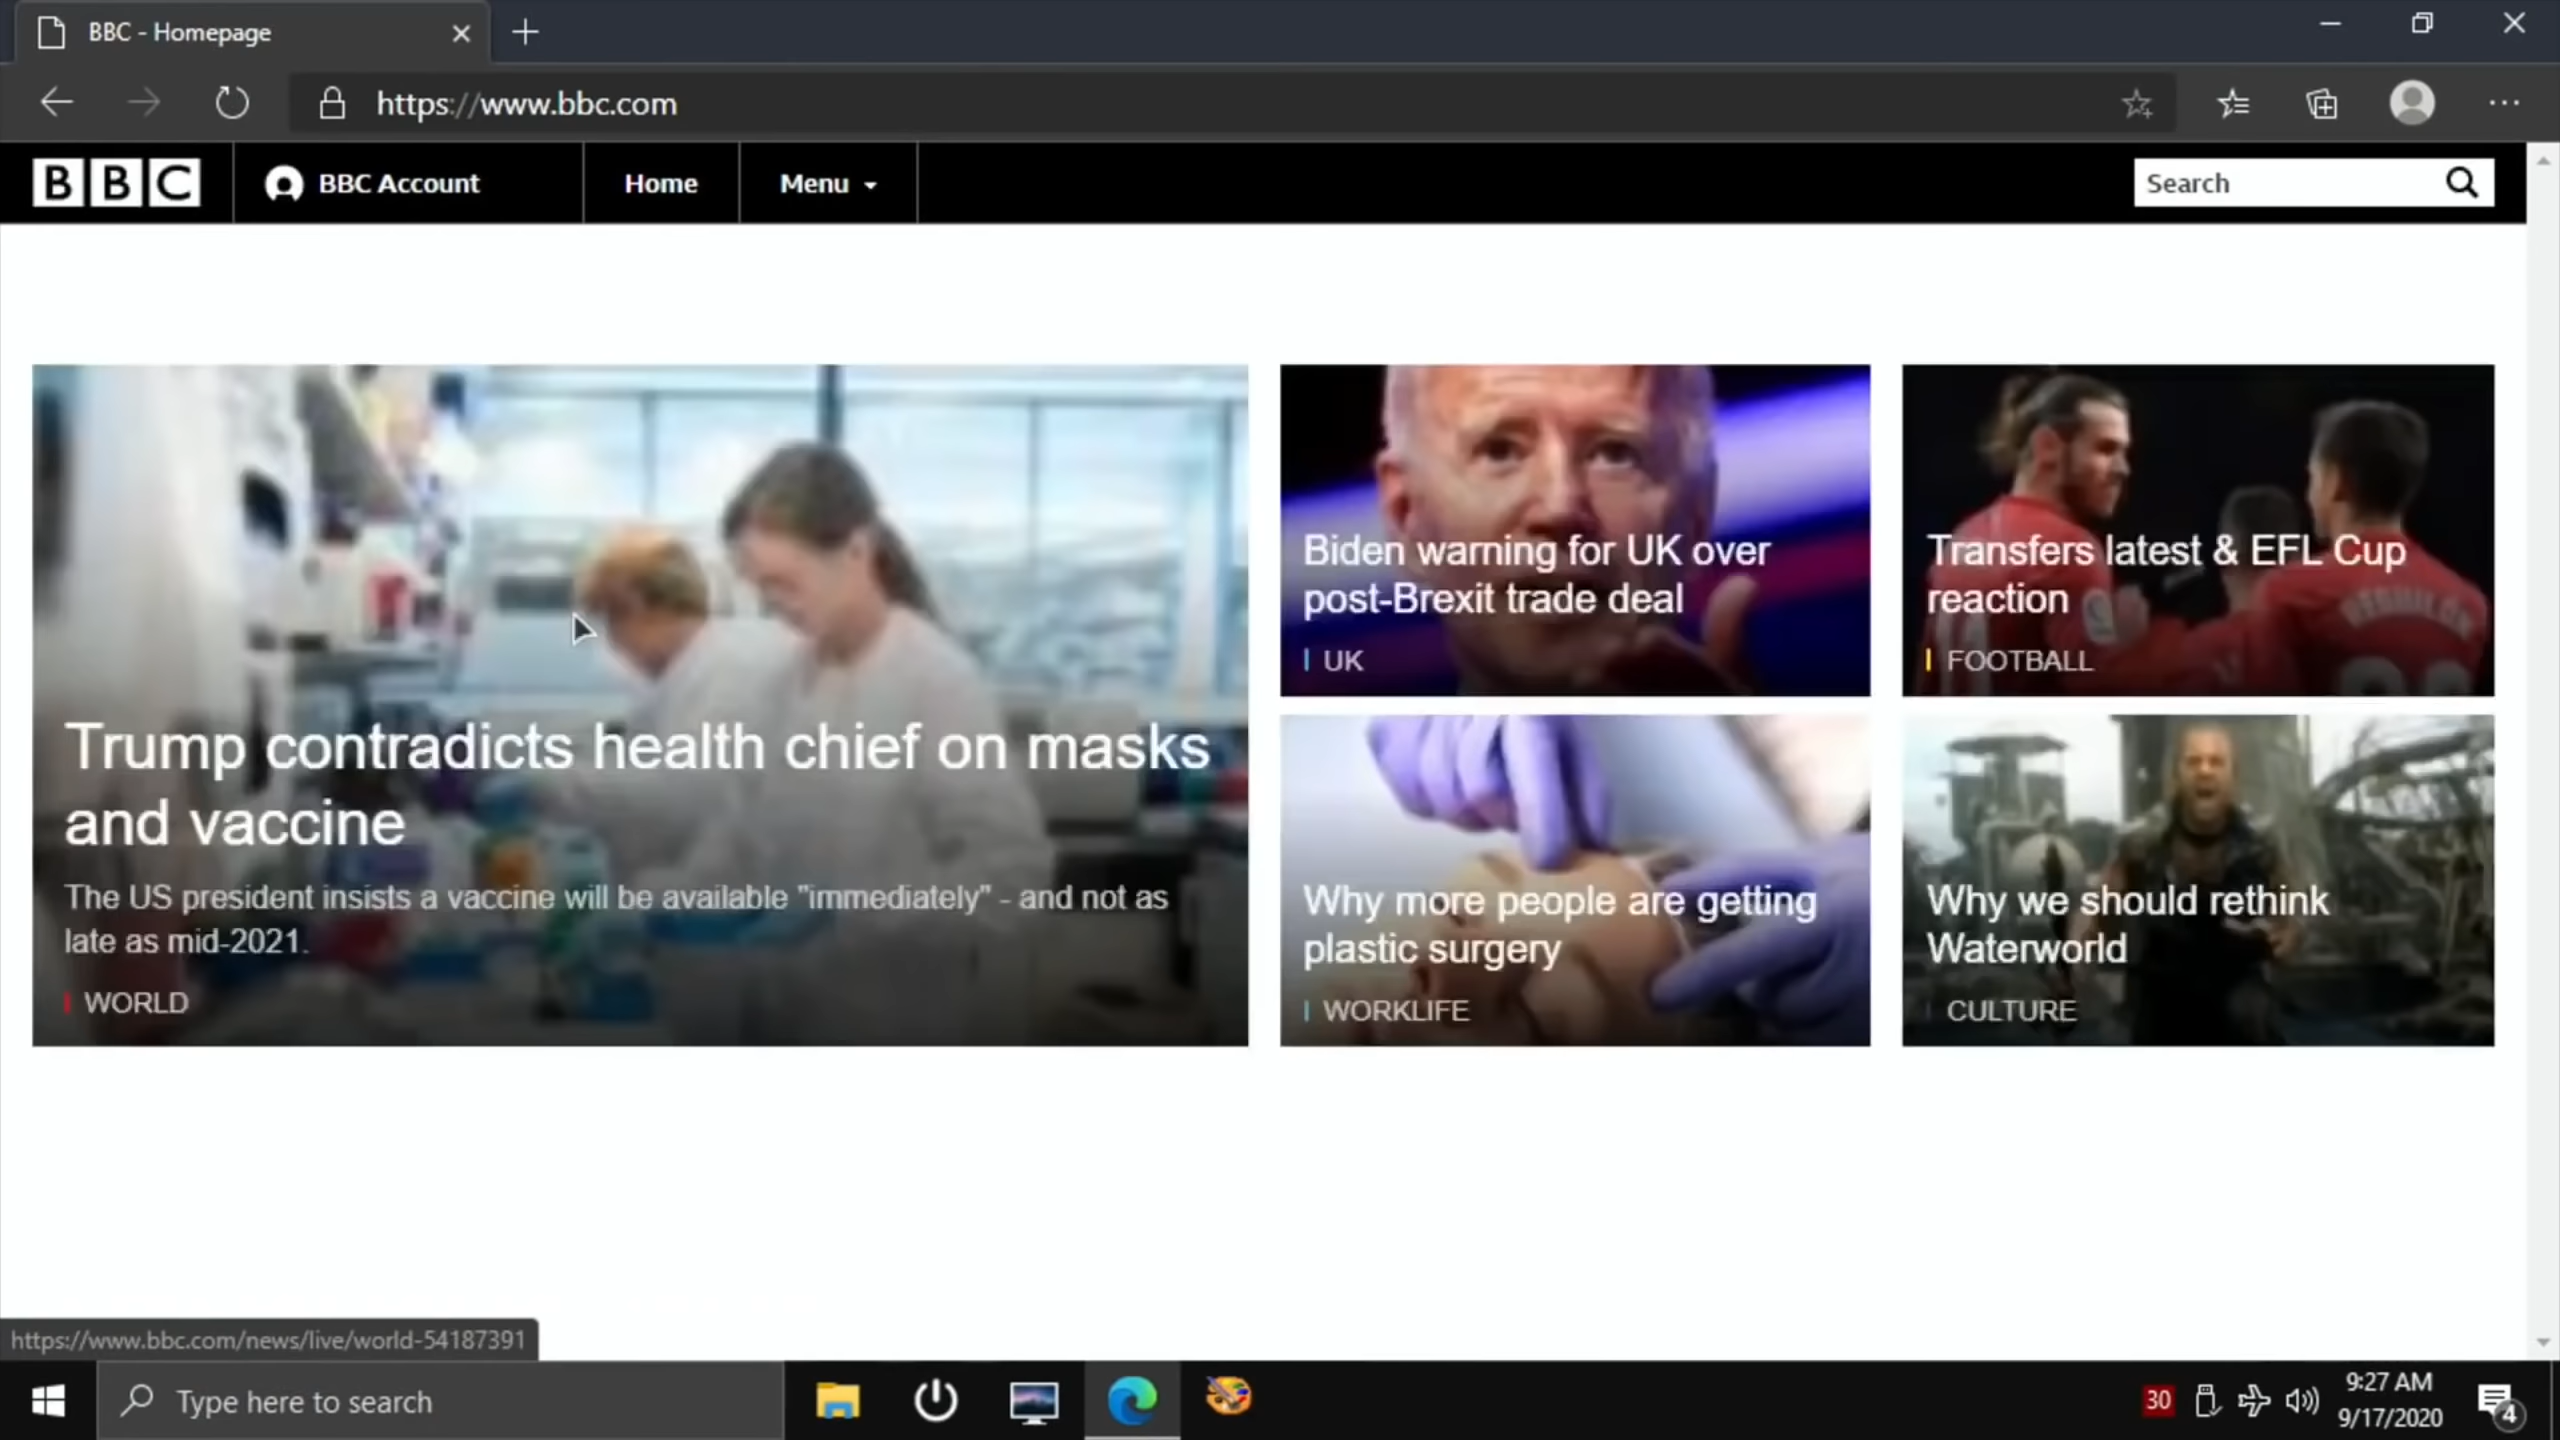 BBC - Homepage
https://www.bbc.com
BBC
BBC Account
Home
Menu
Search
Trump contradicts health chief on masks
and vaccine
The US president insists a vaccine will be available "immediately" - and not as
late as mid-2021.
WORLD
Biden warning for UK over
post-Brexit trade deal
UK
Transfers latest & EFL Cup
reaction
FOOTBALL
Why more people are getting
plastic surgery
WORKLIFE
Why we should rethink
Waterworld
CULTURE
https://www.bbc.com/news/live/world-54187391
Type here to search
30
9:27 AM
9/17/2020
4